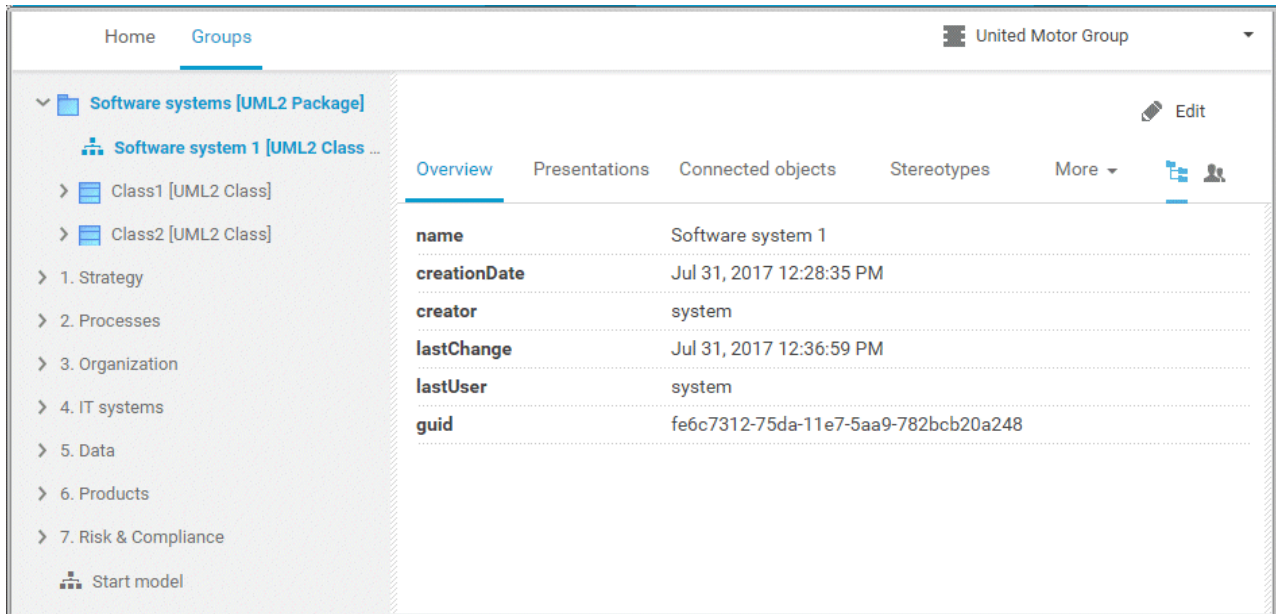 Home Groups United Motor Group
Software systems [UML2 Package]
Edit
Software system 1 [UML2 Class ...
Overview Presentations Connected objects Stereotypes More
Class1 [UML2 Class]
Class2 [UML2 Class]
name Software system 1
creationDate Jul 31, 2017 12:28:35 PM
1. Strategy
creator system
2. Processes
lastChange Jul 31, 2017 12:36:59 PM
3. Organization
lastUser system
4. IT systems
guid fe6c7312-75da-11e7-5aa9-782bcb20a248
5. Data
6. Products
7. Risk & Compliance
Start model